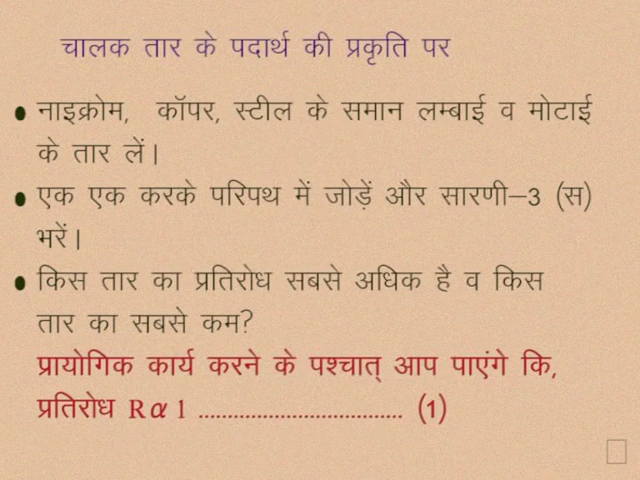 चालक तार के पदार्थ की प्रकृति पर
• नाइक्रोम, कॉपर, स्टील के समान लम्बाई व मोटाई
के तार लें।
• एक एक करके परिपथ में जोड़ें और सारणी–3 (स)
भरें।
• किस तार का प्रतिरोध सबसे अधिक है व किस
तार का सबसे कम?
प्रायोगिक कार्य करने के पश्चात् आप पाएंगे कि,
प्रतिरोध R α l .................................. (1)